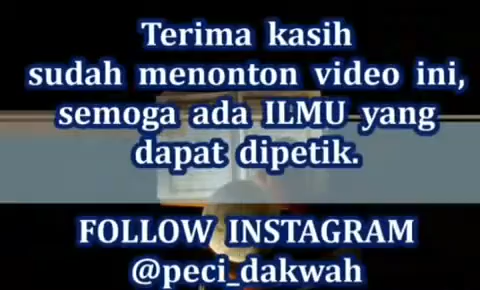 Terima kasih
sudah menonton video ini,
semoga ada ILMU yang
dapat dipetik.
FOLLOW INSTAGRAM
@peci_dakwah